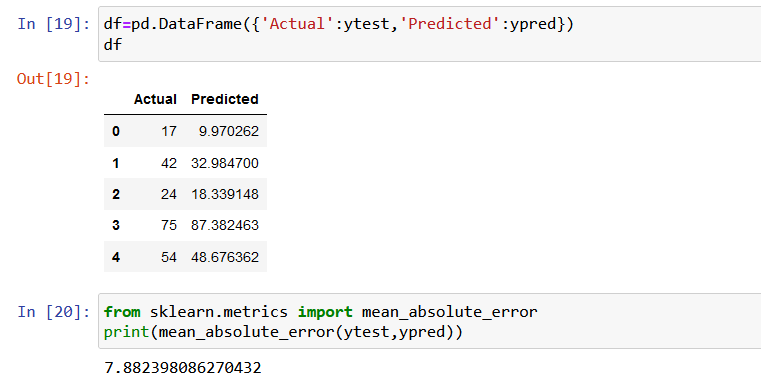 In [19]: df=pd.DataFrame({'Actual':ytest,'Predicted':ypred})
df
Out[19]:
Actual Predicted
0 17 9.970262
1 42 32.984700
2 24 18.339148
3 75 87.382463
4 54 48.676362
In [20]: from sklearn.metrics import mean_absolute_error
print(mean_absolute_error(ytest,ypred))
7.882398086270432